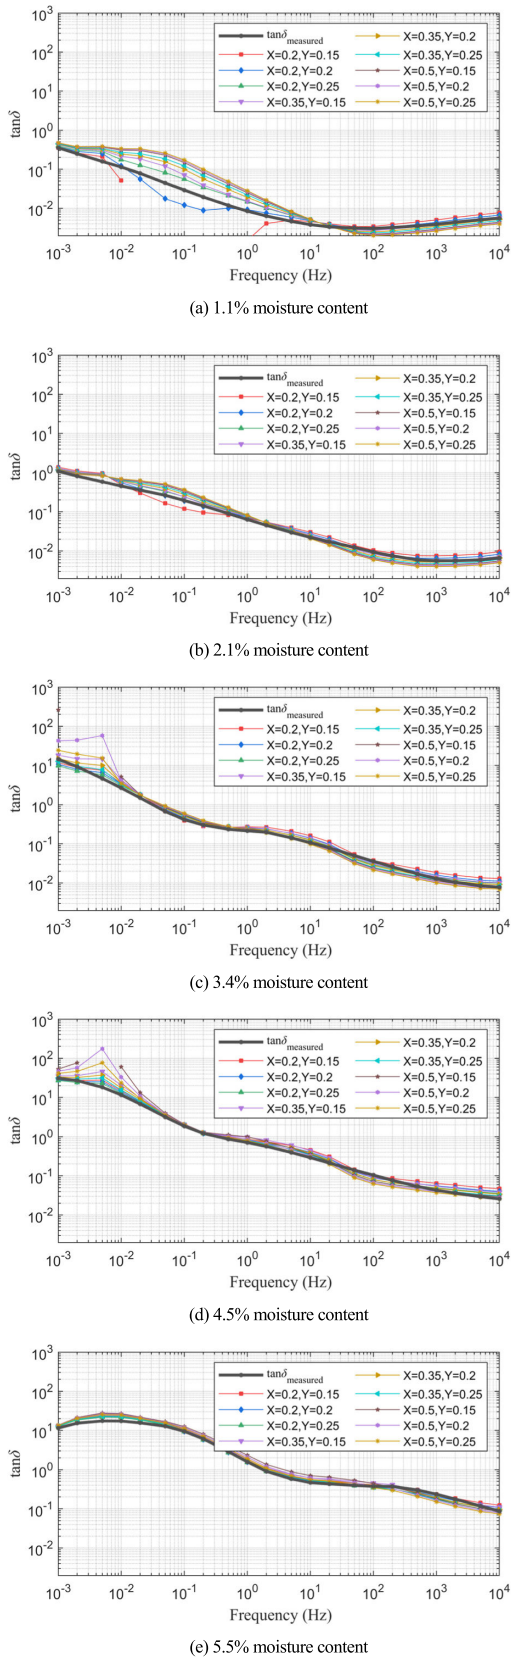 10³
10²
10¹
10⁰
10⁻¹
10⁻²
tanδ
tanδmeasured
X=0.2,Y=0.15
X=0.2,Y=0.2
X=0.2,Y=0.25
X=0.35,Y=0.15
X=0.35,Y=0.2
X=0.35,Y=0.25
X=0.5,Y=0.15
X=0.5,Y=0.2
X=0.5,Y=0.25
10⁻³ 10⁻² 10⁻¹ 10⁰ 10¹ 10² 10³ 10⁴
Frequency (Hz)
(a) 1.1% moisture content
10³
10²
10¹
10⁰
10⁻¹
10⁻²
tanδ
tanδmeasured
X=0.2,Y=0.15
X=0.2,Y=0.2
X=0.2,Y=0.25
X=0.35,Y=0.15
X=0.35,Y=0.2
X=0.35,Y=0.25
X=0.5,Y=0.15
X=0.5,Y=0.2
X=0.5,Y=0.25
10⁻³ 10⁻² 10⁻¹ 10⁰ 10¹ 10² 10³ 10⁴
Frequency (Hz)
(b) 2.1% moisture content
10³
10²
10¹
10⁰
10⁻¹
10⁻²
tanδ
tanδmeasured
X=0.2,Y=0.15
X=0.2,Y=0.2
X=0.2,Y=0.25
X=0.35,Y=0.15
X=0.35,Y=0.2
X=0.35,Y=0.25
X=0.5,Y=0.15
X=0.5,Y=0.2
X=0.5,Y=0.25
10⁻³ 10⁻² 10⁻¹ 10⁰ 10¹ 10² 10³ 10⁴
Frequency (Hz)
(c) 3.4% moisture content
10³
10²
10¹
10⁰
10⁻¹
10⁻²
tanδ
tanδmeasured
X=0.2,Y=0.15
X=0.2,Y=0.2
X=0.2,Y=0.25
X=0.35,Y=0.15
X=0.35,Y=0.2
X=0.35,Y=0.25
X=0.5,Y=0.15
X=0.5,Y=0.2
X=0.5,Y=0.25
10⁻³ 10⁻² 10⁻¹ 10⁰ 10¹ 10² 10³ 10⁴
Frequency (Hz)
(d) 4.5% moisture content
10³
10²
10¹
10⁰
10⁻¹
10⁻²
tanδ
tanδmeasured
X=0.2,Y=0.15
X=0.2,Y=0.2
X=0.2,Y=0.25
X=0.35,Y=0.15
X=0.35,Y=0.2
X=0.35,Y=0.25
X=0.5,Y=0.15
X=0.5,Y=0.2
X=0.5,Y=0.25
10⁻³ 10⁻² 10⁻¹ 10⁰ 10¹ 10² 10³ 10⁴
Frequency (Hz)
(e) 5.5% moisture content